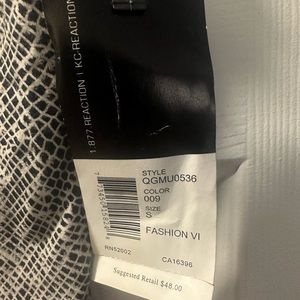 1·877·REACTION | KC-REACTION
STYLE
QGMU0536
COLOR
009
SIZE
S
FASHION VI
RN52002
CA16396
Suggested Retail $48.00